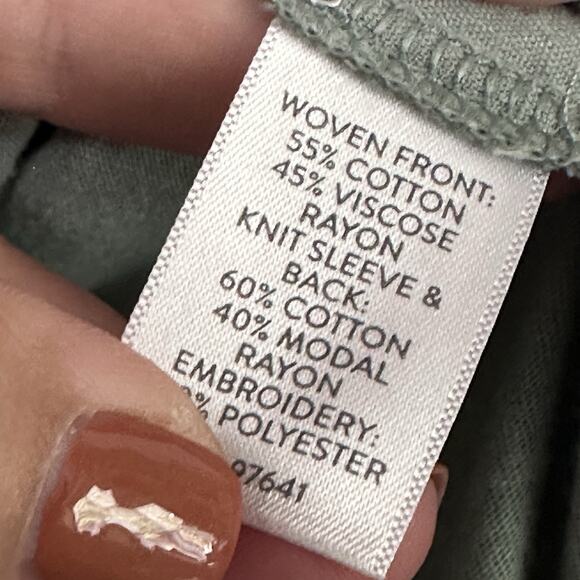 WOVEN FRONT:
55% COTTON
45% VISCOSE
RAYON
KNIT SLEEVE &
BACK:
60% COTTON
40% MODAL
RAYON
EMBROIDERY:
% POLYESTER
97641